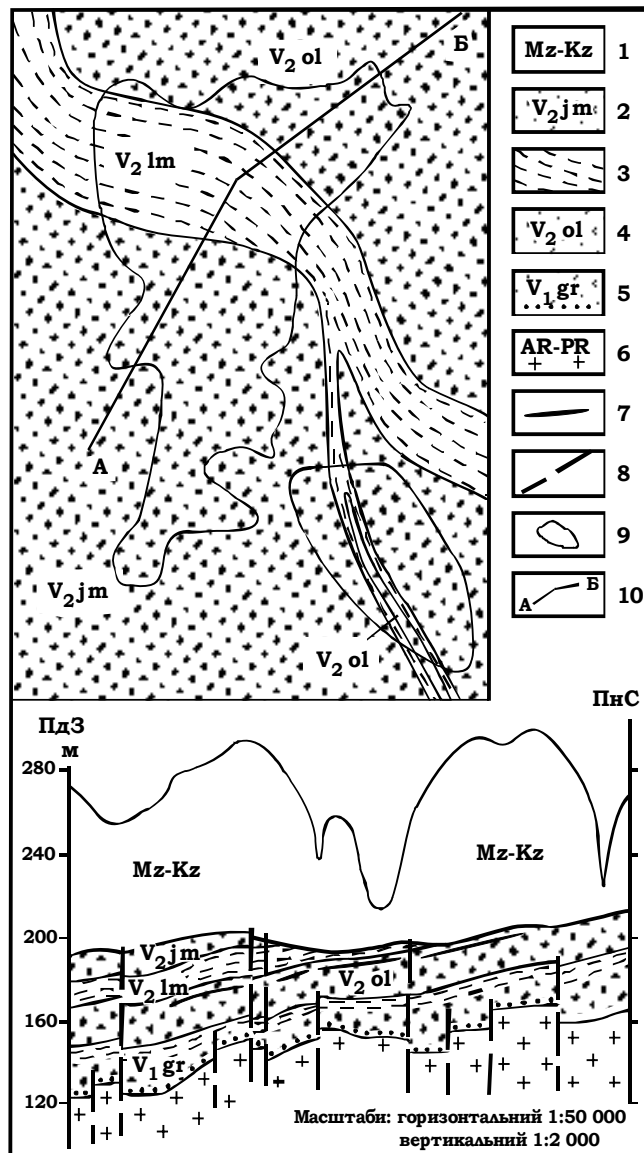 Б
V2 ol
V2 lm
А
V2 jm
V2 ol
Mz-Kz 1
V2 jm 2
3
V2 ol 4
V1 gr 5
AR-PR 6
7
8
9
А Б 10
ПдЗ ПнС
м
280
240
Mz-Kz Mz-Kz
200
V2 jm
V2 ol
V2 lm
160
V1 gr
120
Масштаби: горизонтальний 1:50 000
вертикальний 1:2 000